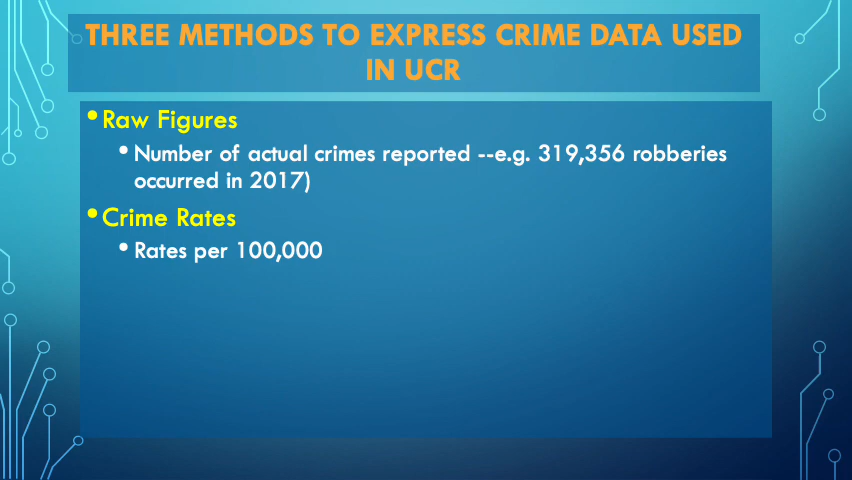 THREE METHODS TO EXPRESS CRIME DATA USED
IN UCR
•Raw Figures
•Number of actual crimes reported --e.g. 319,356 robberies
occurred in 2017)
•Crime Rates
•Rates per 100,000